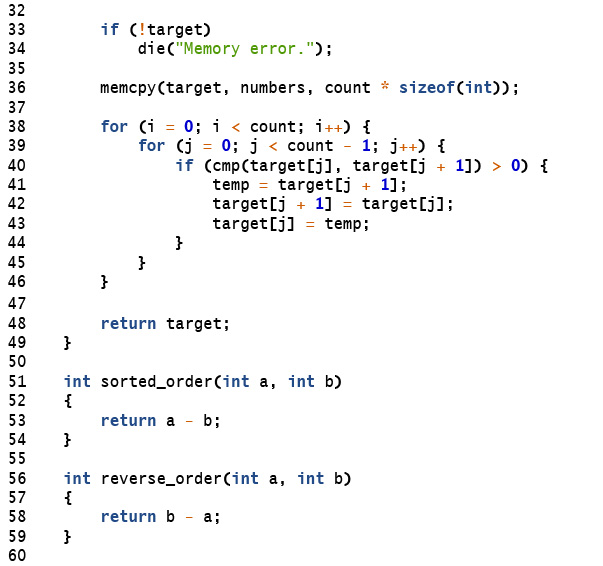 32
33        if (!target)
34            die("Memory error.");
35
36        memcpy(target, numbers, count * sizeof(int));
37
38        for (i = 0; i < count; i++) {
39            for (j = 0; j < count - 1; j++) {
40                if (cmp(target[j], target[j + 1]) > 0) {
41                    temp = target[j + 1];
42                    target[j + 1] = target[j];
43                    target[j] = temp;
44                }
45            }
46        }
47
48        return target;
49    }
50
51    int sorted_order(int a, int b)
52    {
53        return a - b;
54    }
55
56    int reverse_order(int a, int b)
57    {
58        return b - a;
59    }
60